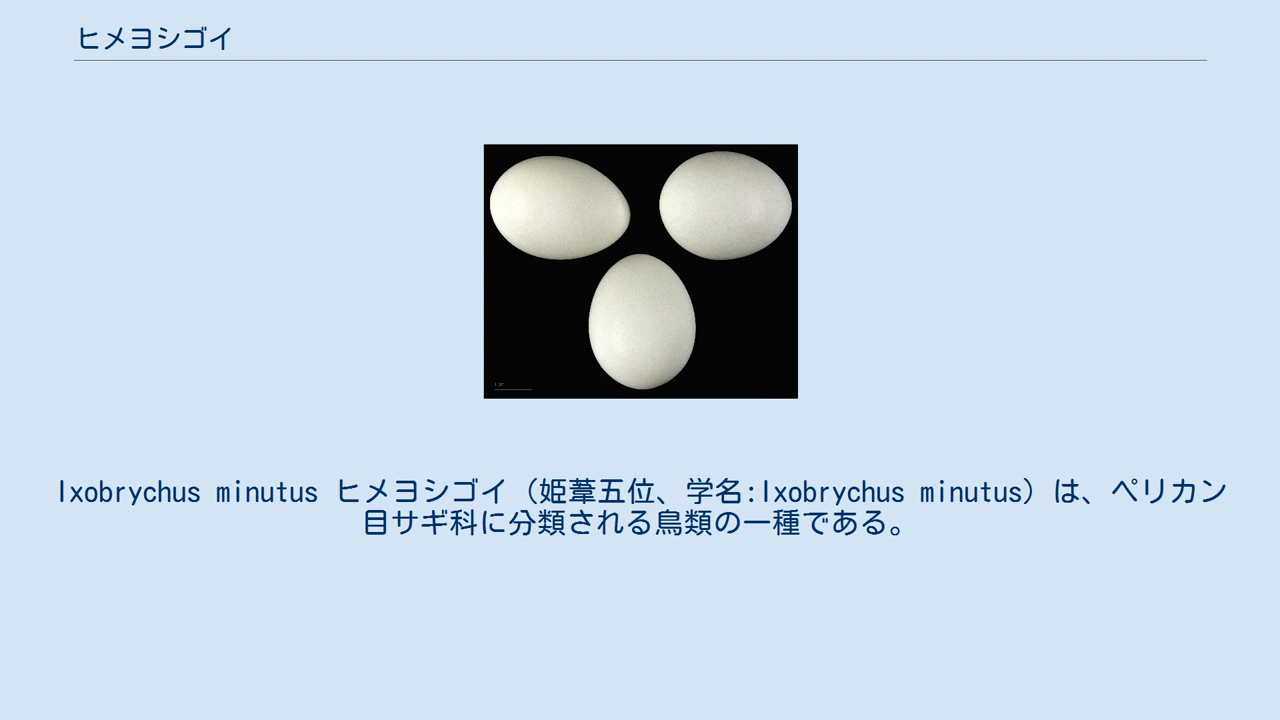 ヒメヨシゴイ
Ixobrychus minutus ヒメヨシゴイ（姫葦五位、学名:Ixobrychus minutus）は、ペリカン
目サギ科に分類される鳥類の一種である。